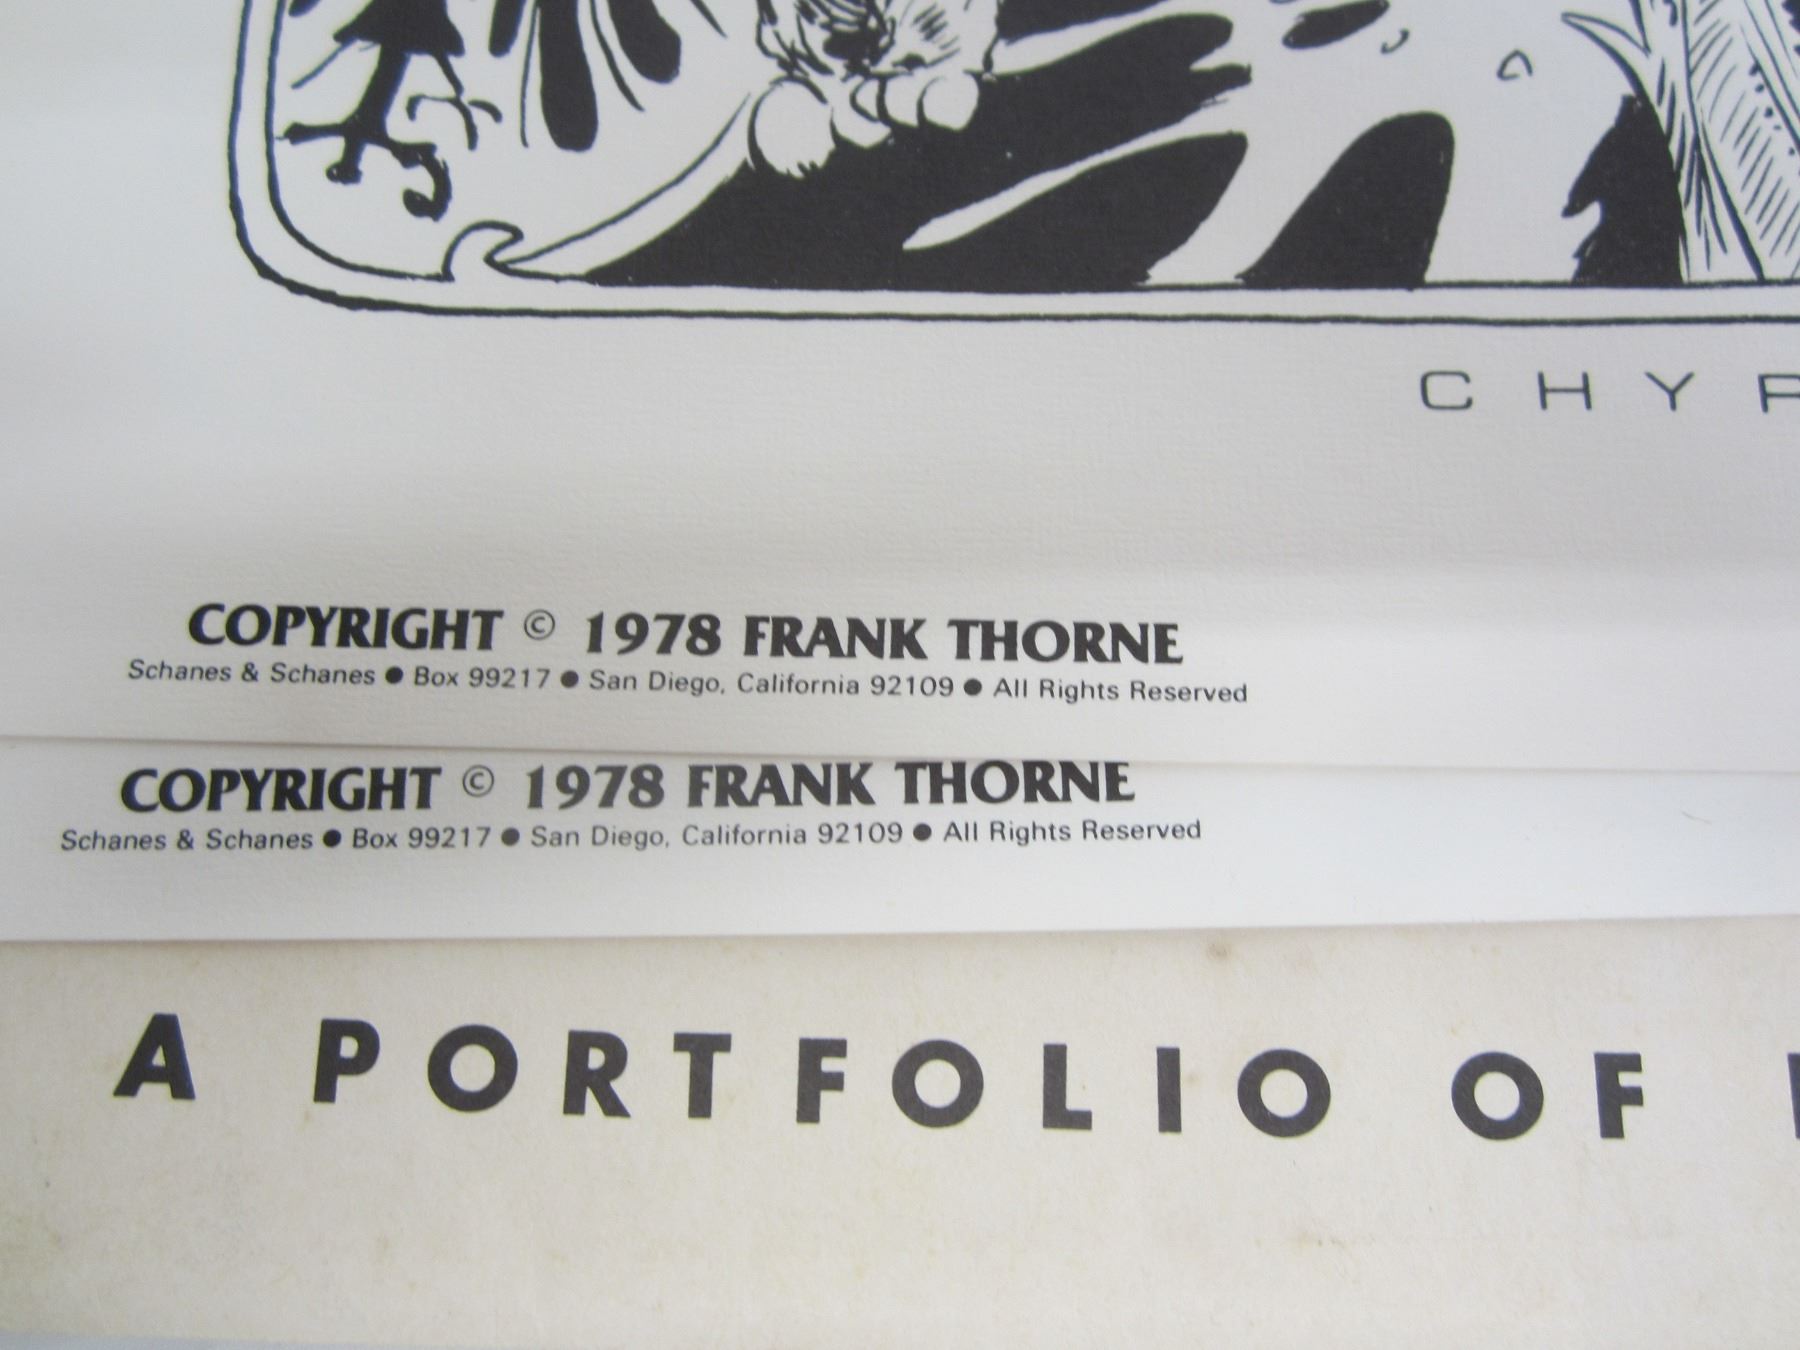 CHY
COPYRIGHT © 1978 FRANK THORNE
Schanes & Schanes ● Box 99217 ● San Diego, California 92109 ● All Rights Reserved
COPYRIGHT © 1978 FRANK THORNE
Schanes & Schanes ● Box 99217 ● San Diego, California 92109 ● All Rights Reserved
A PORTFOLIO OF